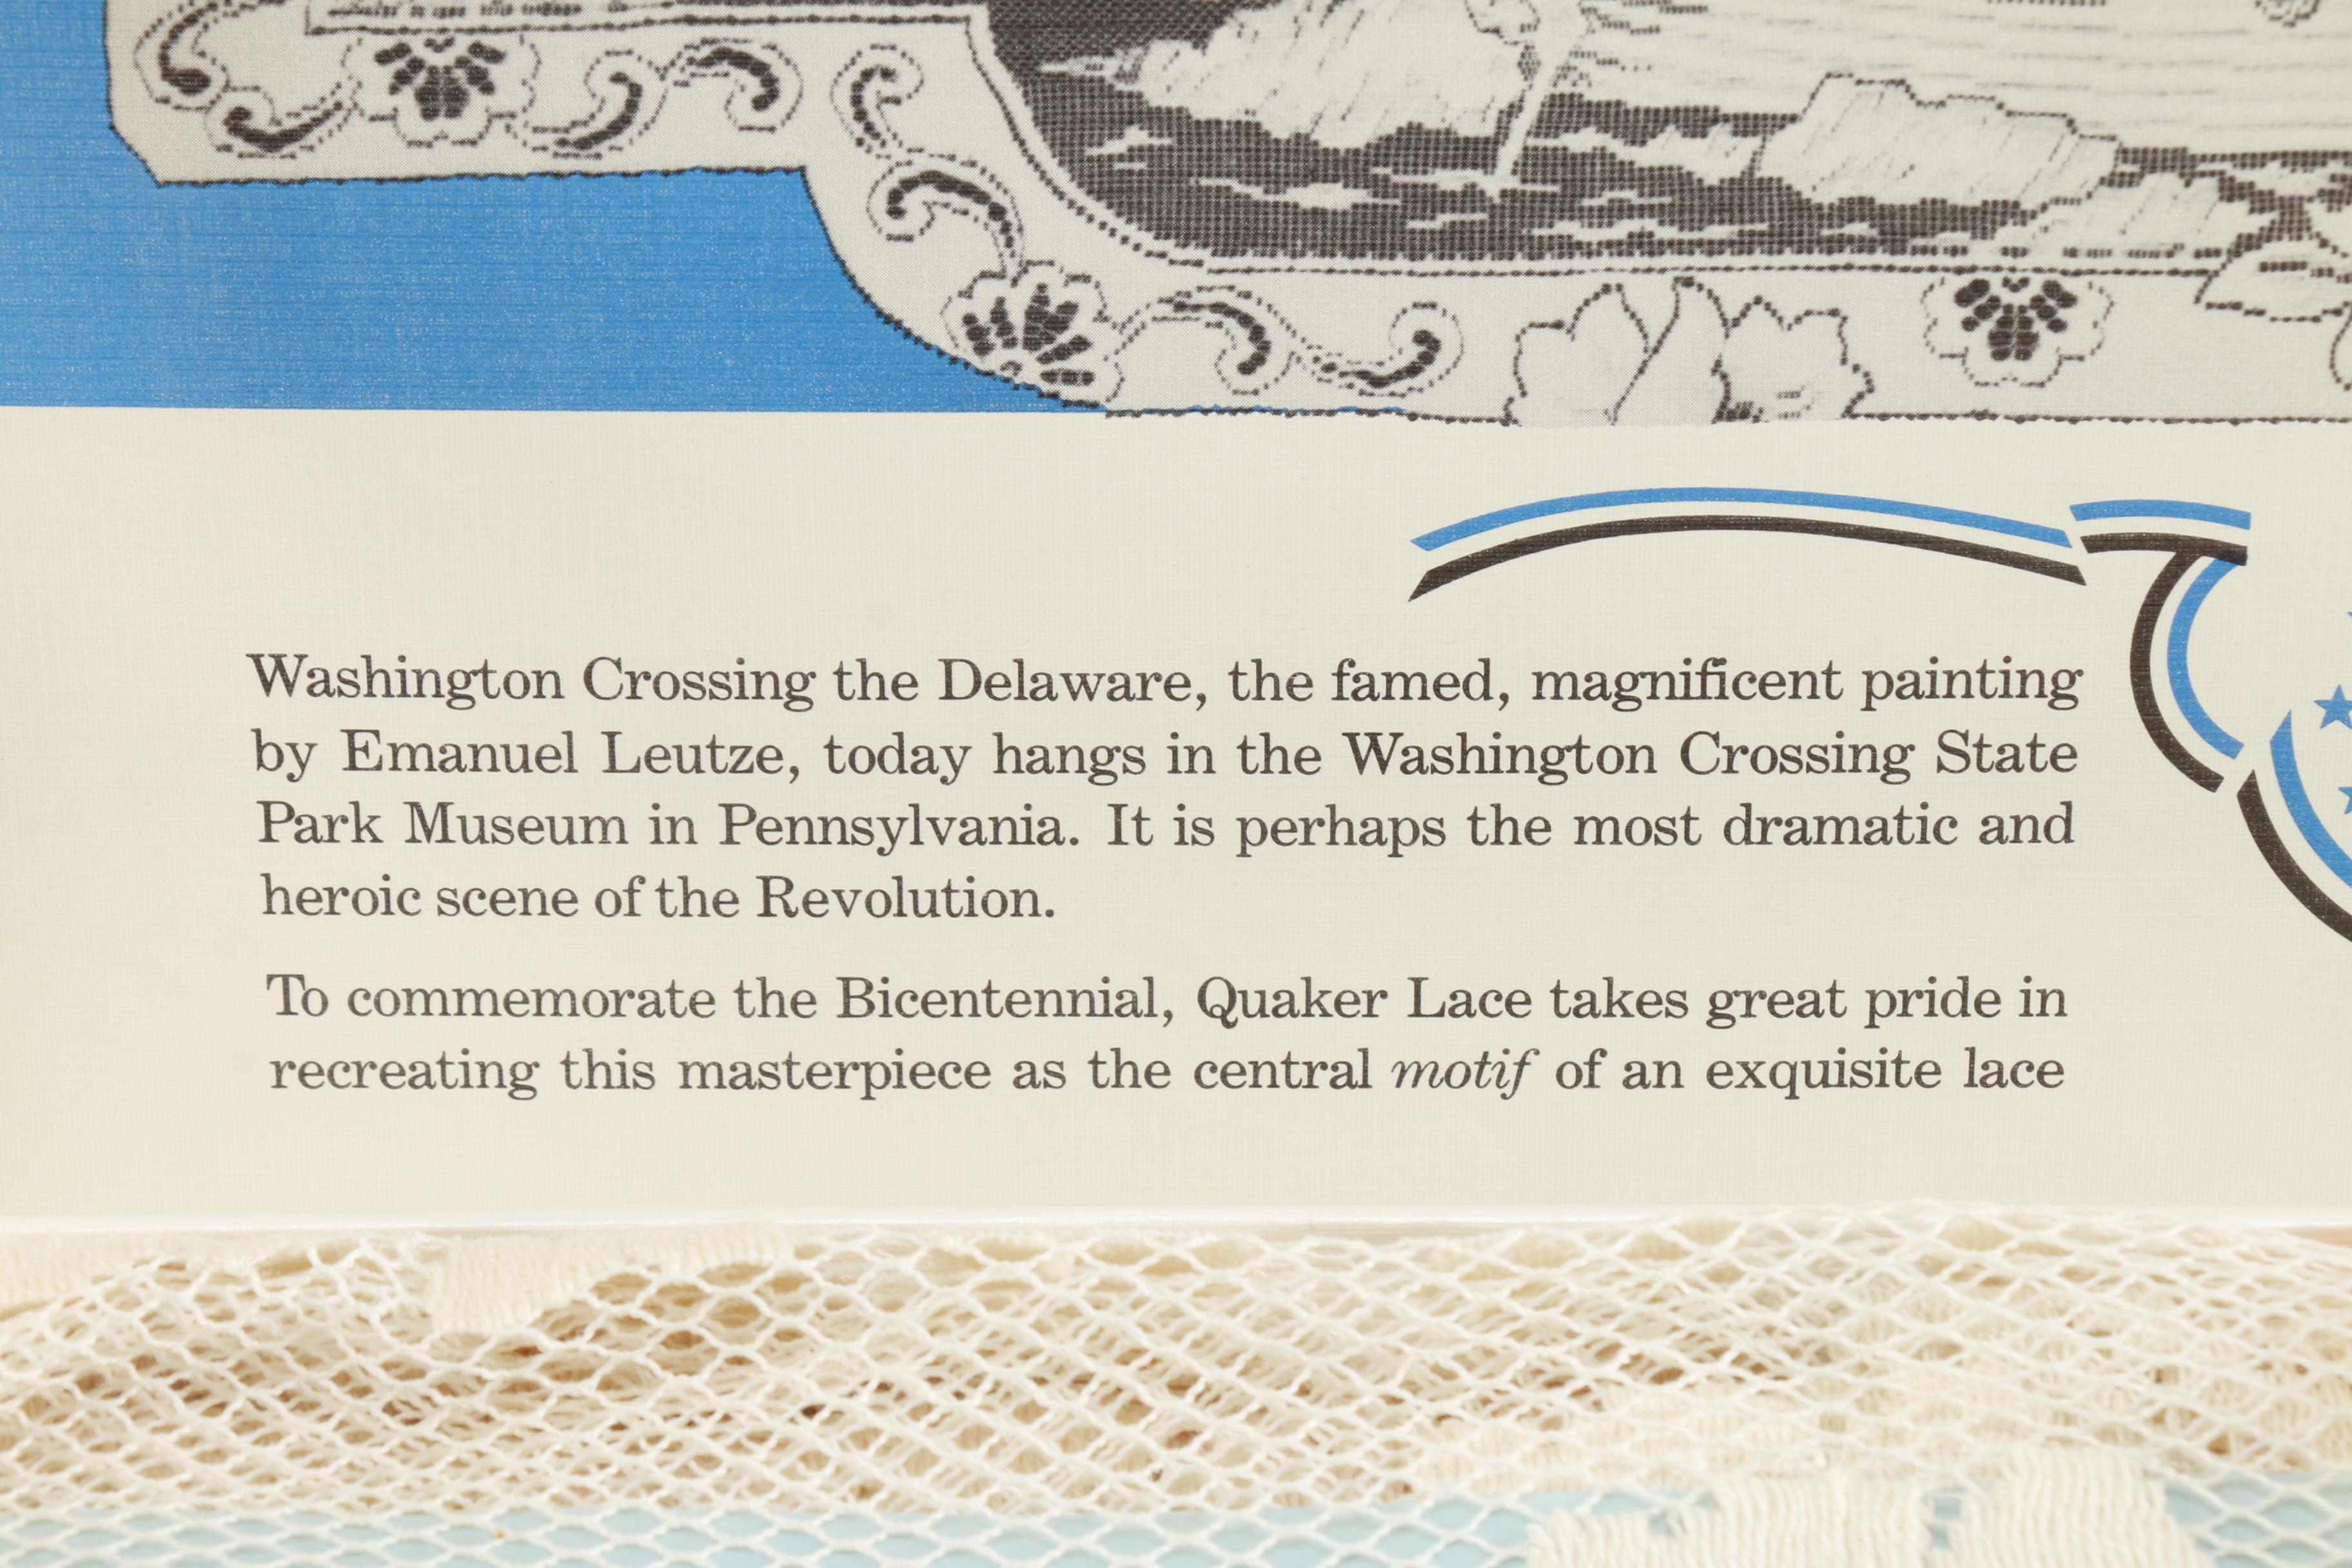 Washington Crossing the Delaware, the famed, magnificent painting
by Emanuel Leutze, today hangs in the Washington Crossing State
Park Museum in Pennsylvania. It is perhaps the most dramatic and
heroic scene of the Revolution.
To commemorate the Bicentennial, Quaker Lace takes great pride in
recreating this masterpiece as the central motif of an exquisite lace